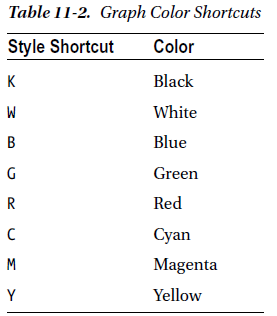 Table 11-2. Graph Color Shortcuts
Style Shortcut Color
K Black
W White
B Blue
G Green
R Red
C Cyan
M Magenta
Y Yellow